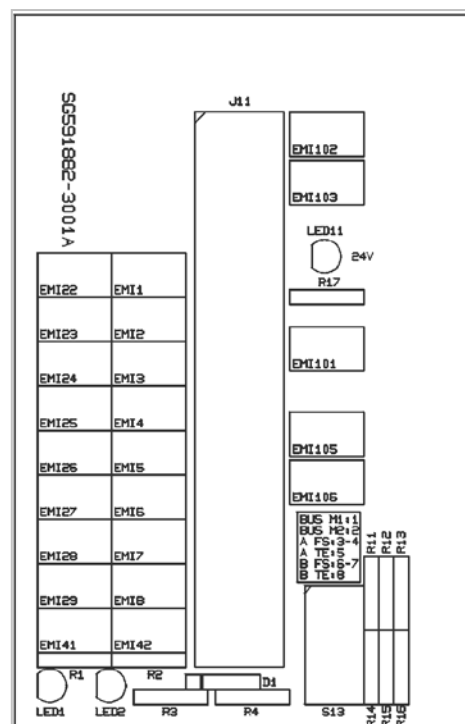 J11
SG591882-3001A
EMI102
EMI103
LED11
24V
R17
EMI22 EMI1
EMI23 EMI2
EMI101
EMI24 EMI3
EMI25 EMI4
EMI105
EMI26 EMI5
EMI106
EMI27 EMI6
BUS M1:1
BUS M2:2
A FS:3-4
A TE:5
B FS:6-7
B TE:8
R11
R12
R13
EMI28 EMI7
EMI29 EMI8
EMI41 EMI42
R1 R2 D1
LED1 LED2 R3 R4 S13
R14
R15
R16